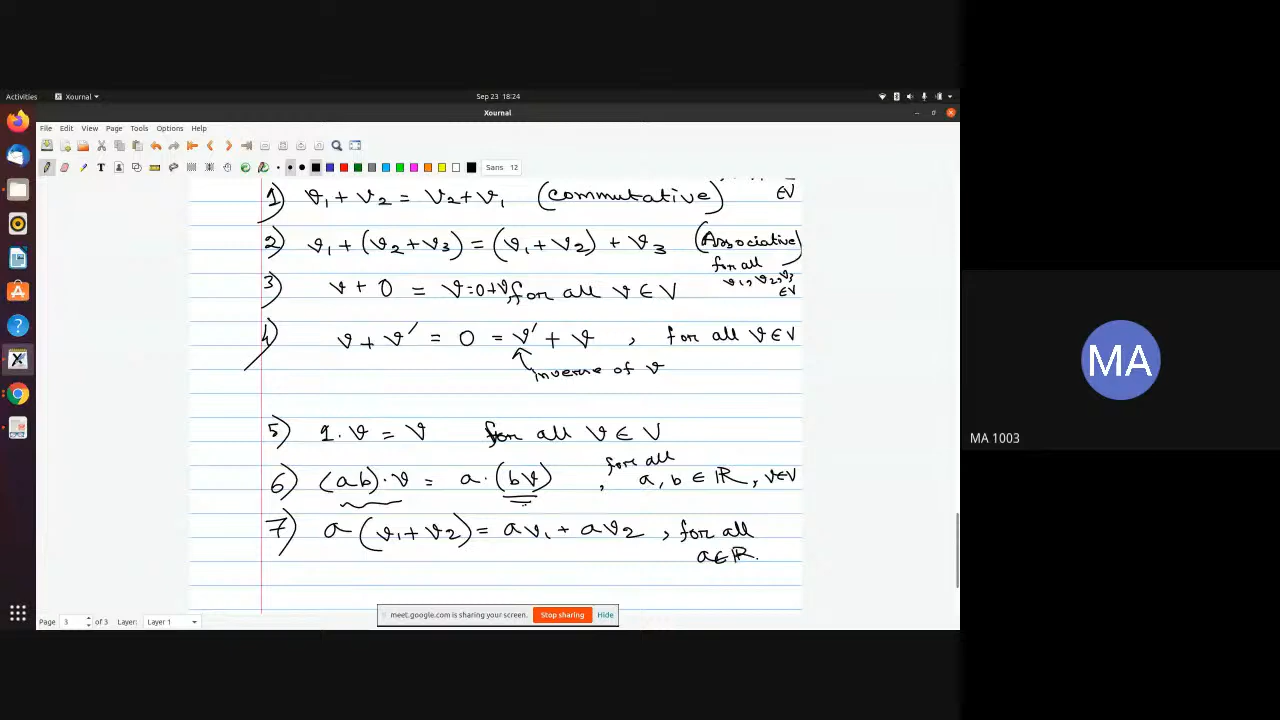 Activities Xournal Sep 23 18:24
Xournal
File Edit View Page Tools Options Help
Sans 12
1) v₁ + v₂ = v₂ + v₁ (commutative) ∈V
2) v₁ + (v₂ + v₃) = (v₁ + v₂) + v₃ (Associative)
for all
v₁, v₂, v₃
∈V
3) v + 0 = v = 0 + v, for all v ∈ V
4) v + v′ = 0 = v′ + v , for all v ∈ V
inverse of v
5) 1 . v = v for all v ∈ V
6) (ab) . v = a . (bv) , for all a, b ∈ ℝ, v∈V
7) a (v₁ + v₂) = av₁ + av₂ , for all
a∈ℝ.
meet.google.com is sharing your screen. Stop sharing Hide
Page 3 of 3 Layer: Layer 1
MA
MA 1003